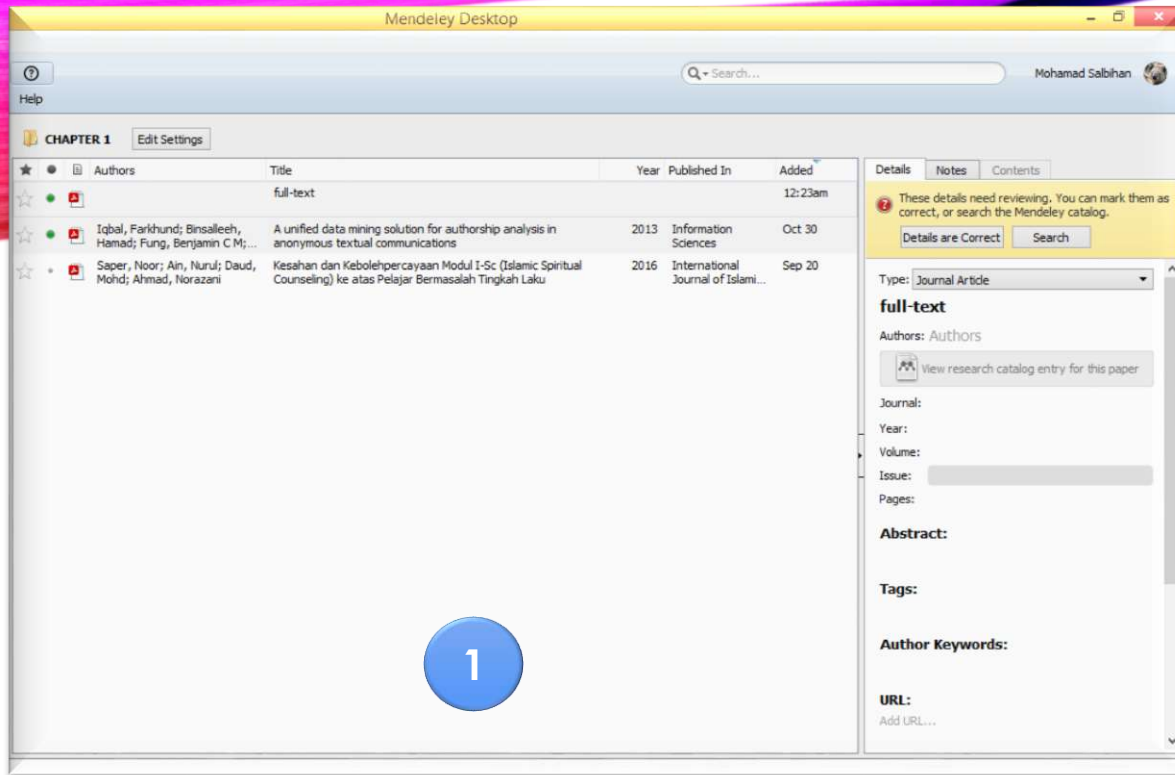 Mendeley Desktop
Search...
Mohamad Salbihan
Help
CHAPTER 1 Edit Settings
Authors Title Year Published In Added
full-text 12:23am
Iqbal, Farkhund; Binsalleeh, Hamad; Fung, Benjamin C M;... A unified data mining solution for authorship analysis in anonymous textual communications 2013 Information Sciences Oct 30
Saper, Noor; Ain, Nurul; Daud, Mohd; Ahmad, Norazani Kesahan dan Kebolehpercayaan Modul I-Sc (Islamic Spiritual Counseling) ke atas Pelajar Bermasalah Tingkah Laku 2016 International Journal of Islami... Sep 20
Details Notes Contents
These details need reviewing. You can mark them as
correct, or search the Mendeley catalog.
Details are Correct Search
Type: Journal Article
full-text
Authors: Authors
View research catalog entry for this paper
Journal:
Year:
Volume:
Issue:
Pages:
Abstract:
Tags:
Author Keywords:
URL:
Add URL...
1